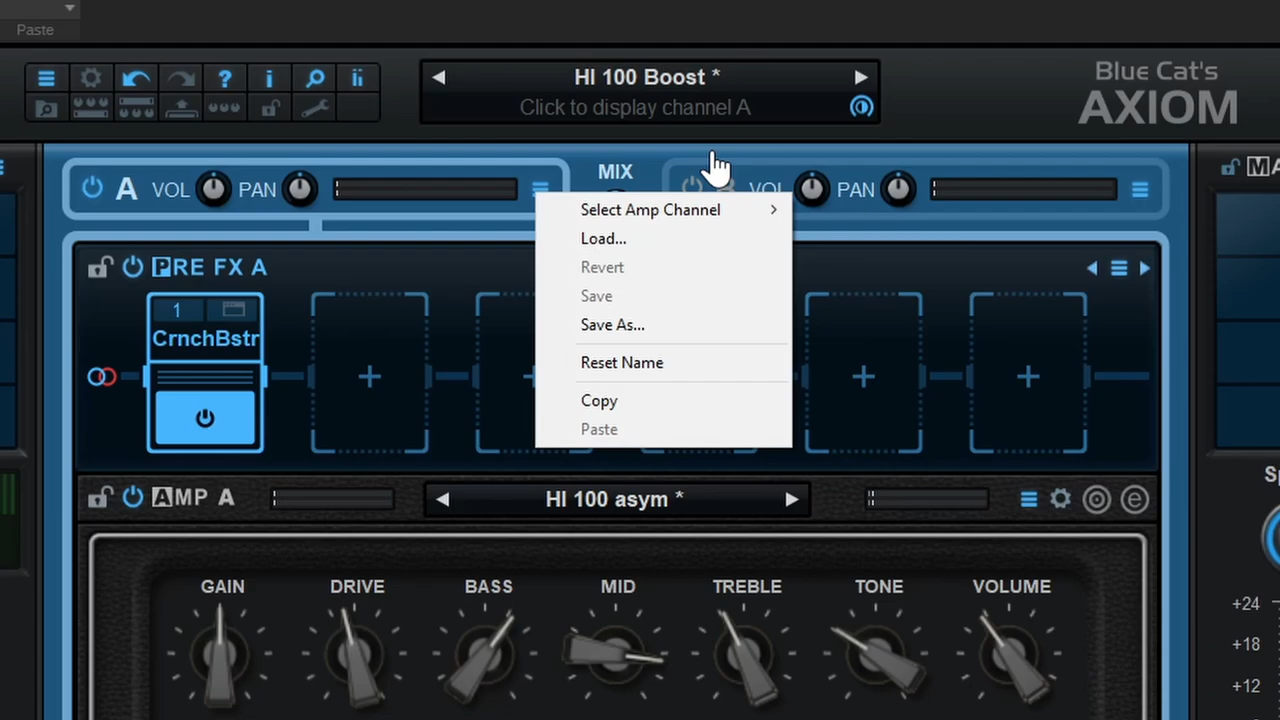 Paste
HI 100 Boost *
Click to display channel A
Blue Cat's
AXIOM
A VOL PAN
MIX
VOL PAN
Select Amp Channel
Load...
Revert
Save
Save As...
Reset Name
Copy
Paste
PRE FX A
1
CrnchBstr
AMP A
HI 100 asym *
GAIN DRIVE BASS MID TREBLE TONE VOLUME
+24
+18
+12